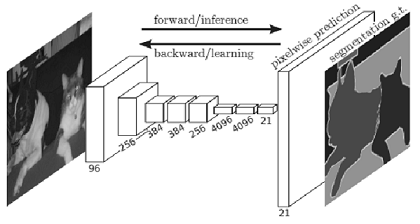 forward/inference
backward/learning
pixelwise prediction
segmentation g.t.
96
256
384
384
256
4096
4096
21
21